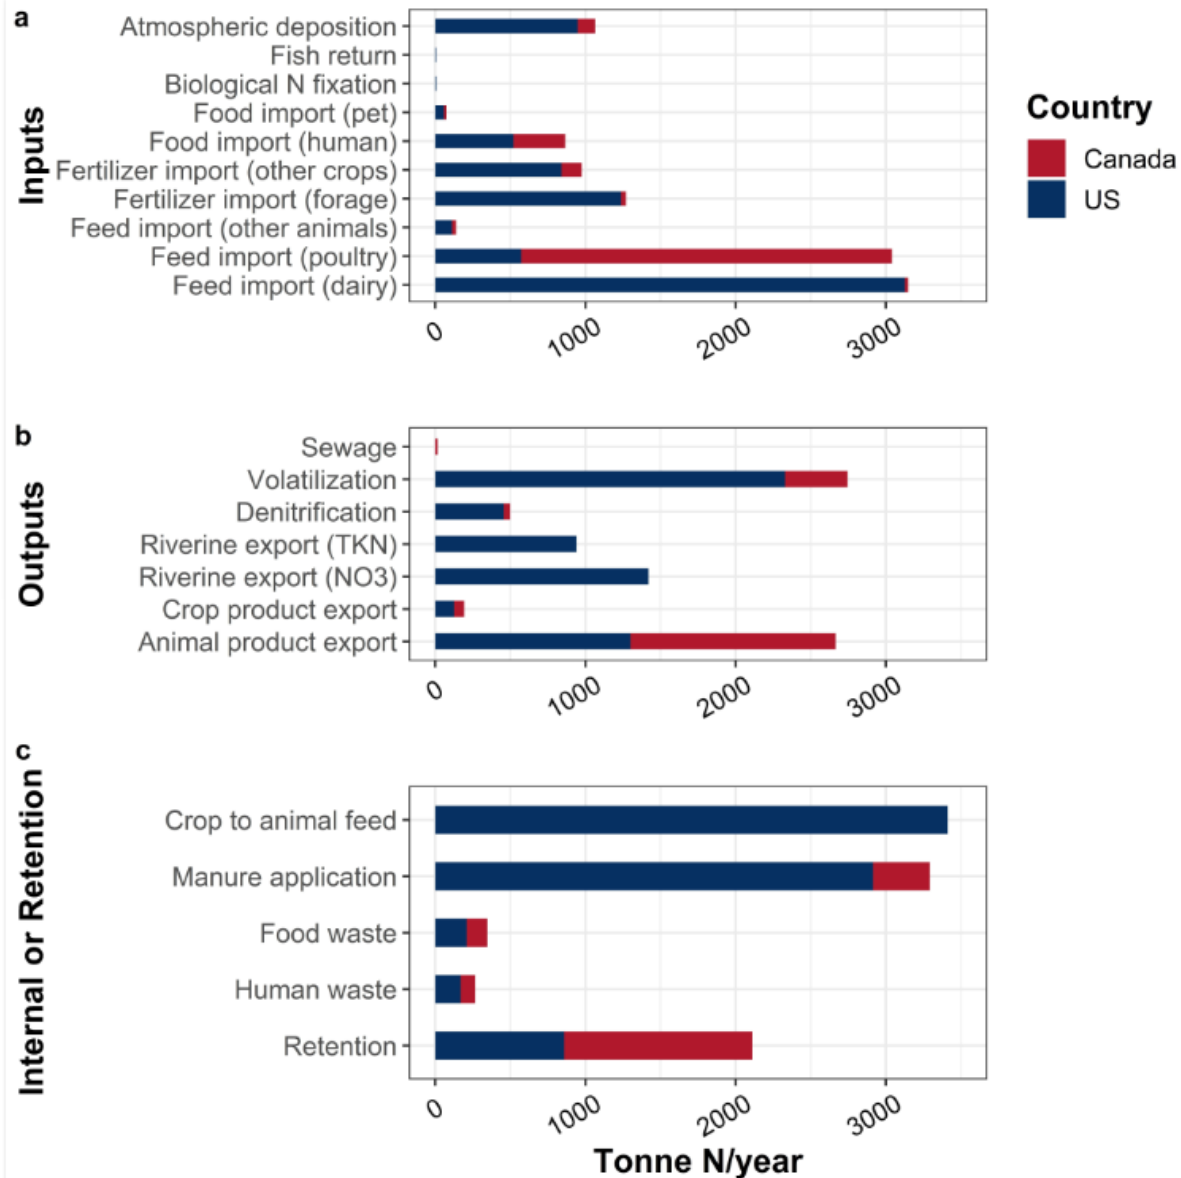 a
Inputs
Atmospheric deposition
Fish return
Biological N fixation
Food import (pet)
Food import (human)
Fertilizer import (other crops)
Fertilizer import (forage)
Feed import (other animals)
Feed import (poultry)
Feed import (dairy)
0 1000 2000 3000
Country
Canada
US
b
Outputs
Sewage
Volatilization
Denitrification
Riverine export (TKN)
Riverine export (NO3)
Crop product export
Animal product export
0 1000 2000 3000
c
Internal or Retention
Crop to animal feed
Manure application
Food waste
Human waste
Retention
0 1000 2000 3000
Tonne N/year